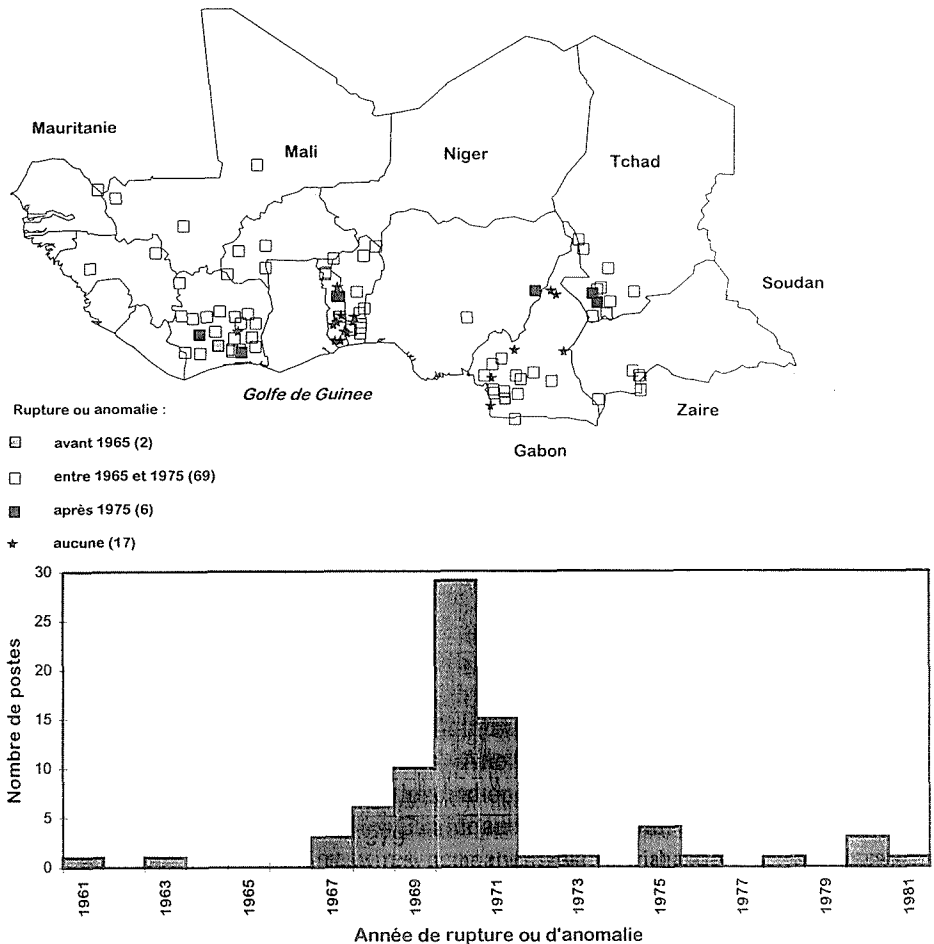 Mauritanie
Mali
Niger
Tchad
Soudan
Golfe de Guinee
Zaire
Gabon
Rupture ou anomalie :
avant 1965 (2)
entre 1965 et 1975 (69)
après 1975 (6)
aucune (17)
Nombre de postes
30
25
20
15
10
5
0
1961 1963 1965 1967 1969 1971 1973 1975 1977 1979 1981
Année de rupture ou d'anomalie